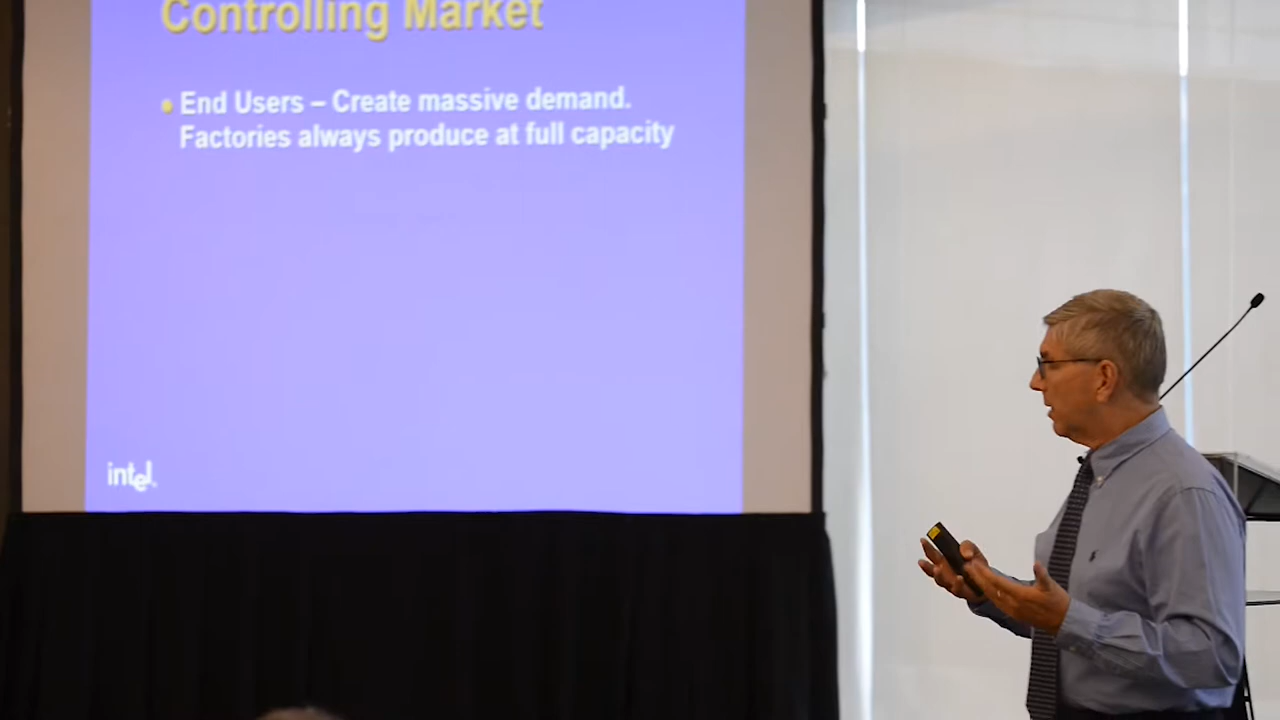 Controlling Market
End Users – Create massive demand.
Factories always produce at full capacity
intel